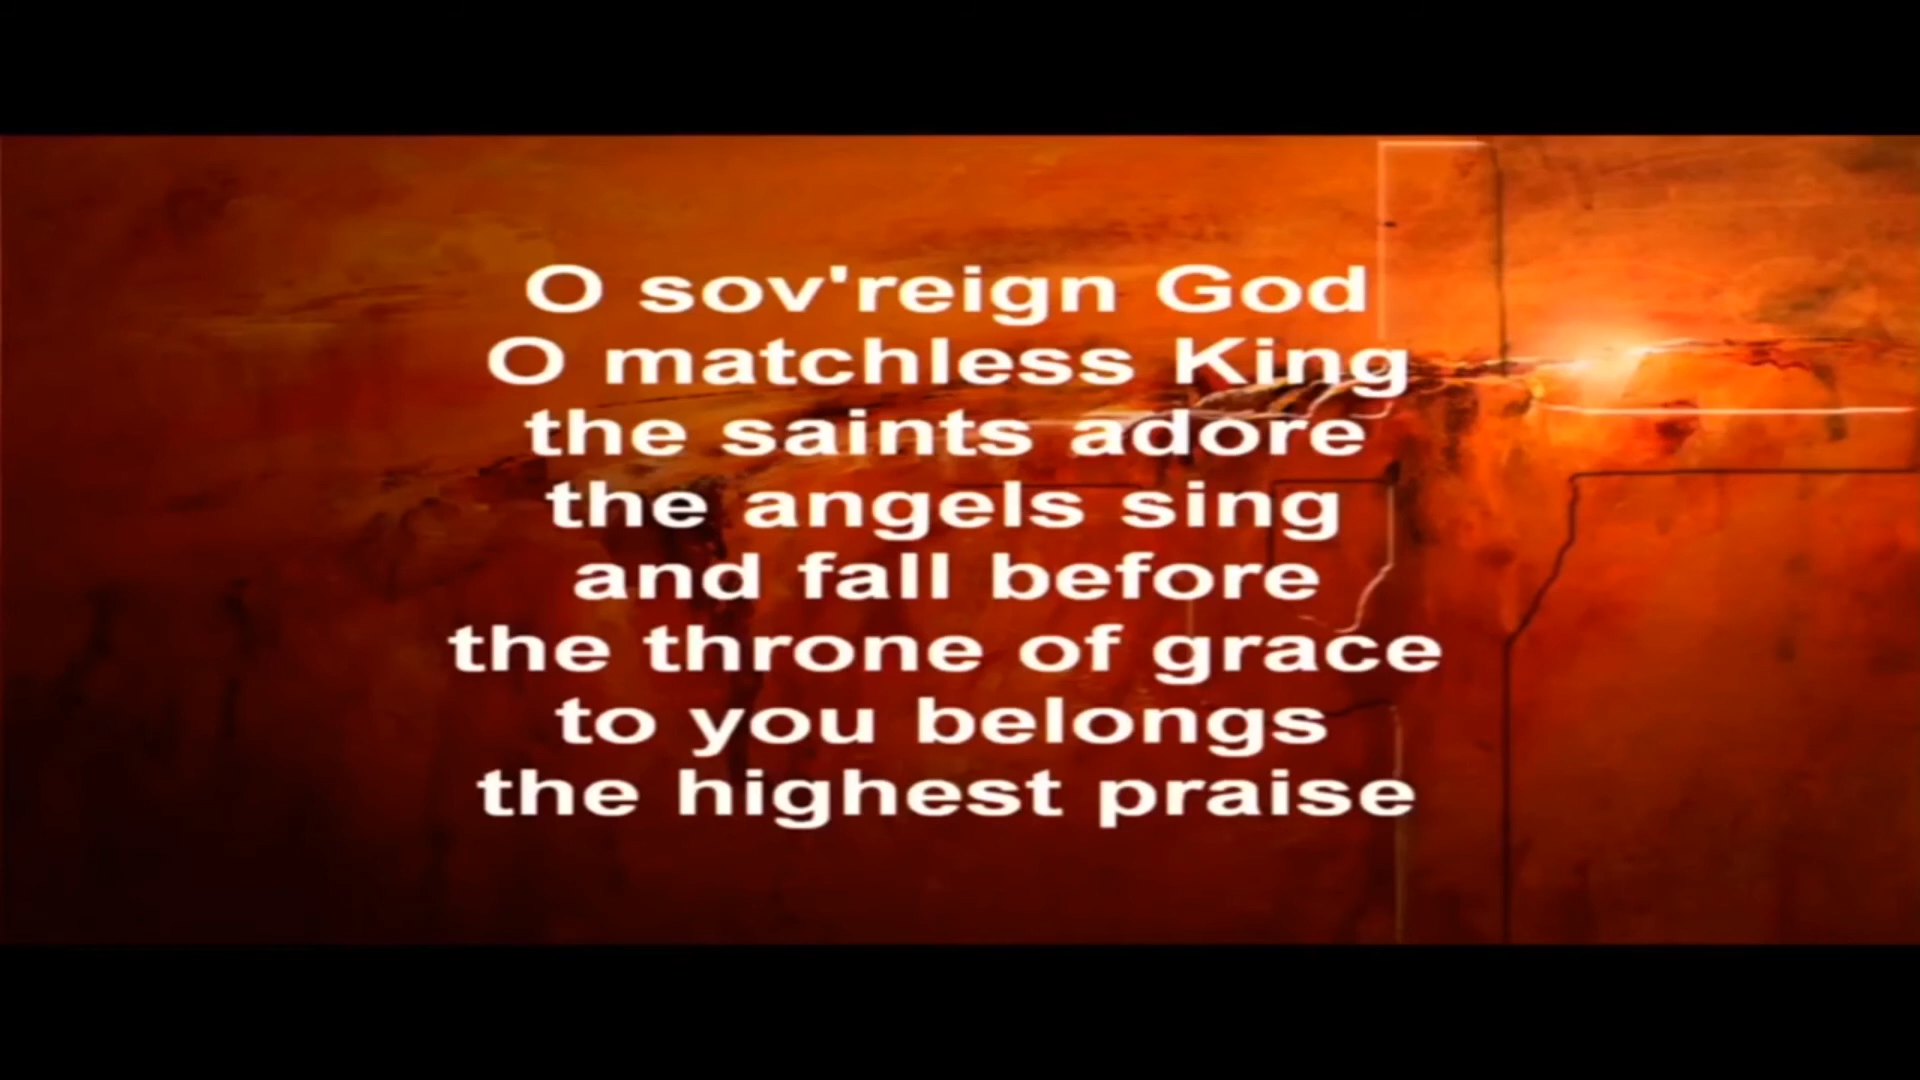 O sov'reign God
O matchless King
the saints adore
the angels sing
and fall before
the throne of grace
to you belongs
the highest praise